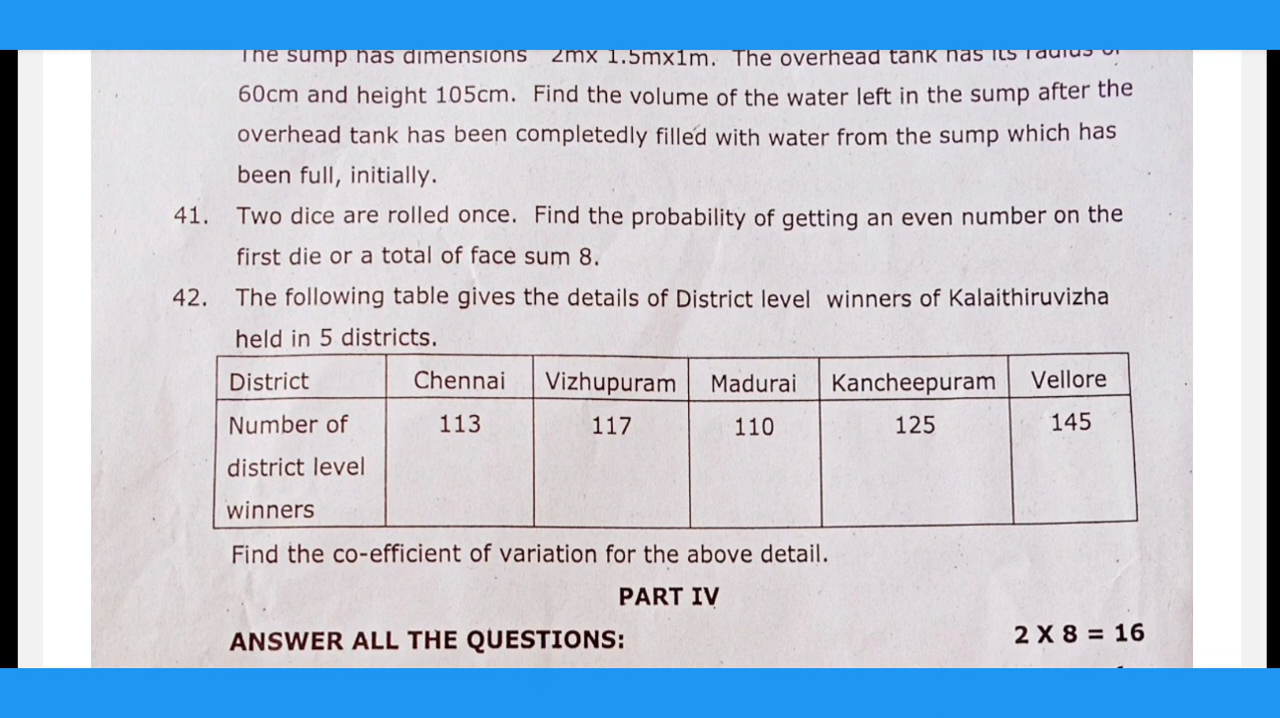 The sump has dimensions 2mx 1.5mx1m. The overhead tank has its radius of
60cm and height 105cm. Find the volume of the water left in the sump after the
overhead tank has been completedly filled with water from the sump which has
been full, initially.
41. Two dice are rolled once. Find the probability of getting an even number on the
first die or a total of face sum 8.
42. The following table gives the details of District level winners of Kalaithiruvizha
held in 5 districts.
District Chennai Vizhupuram Madurai Kancheepuram Vellore
Number of 113 117 110 125 145
district level
winners
Find the co-efficient of variation for the above detail.
PART IV
ANSWER ALL THE QUESTIONS: 2 X 8 = 16